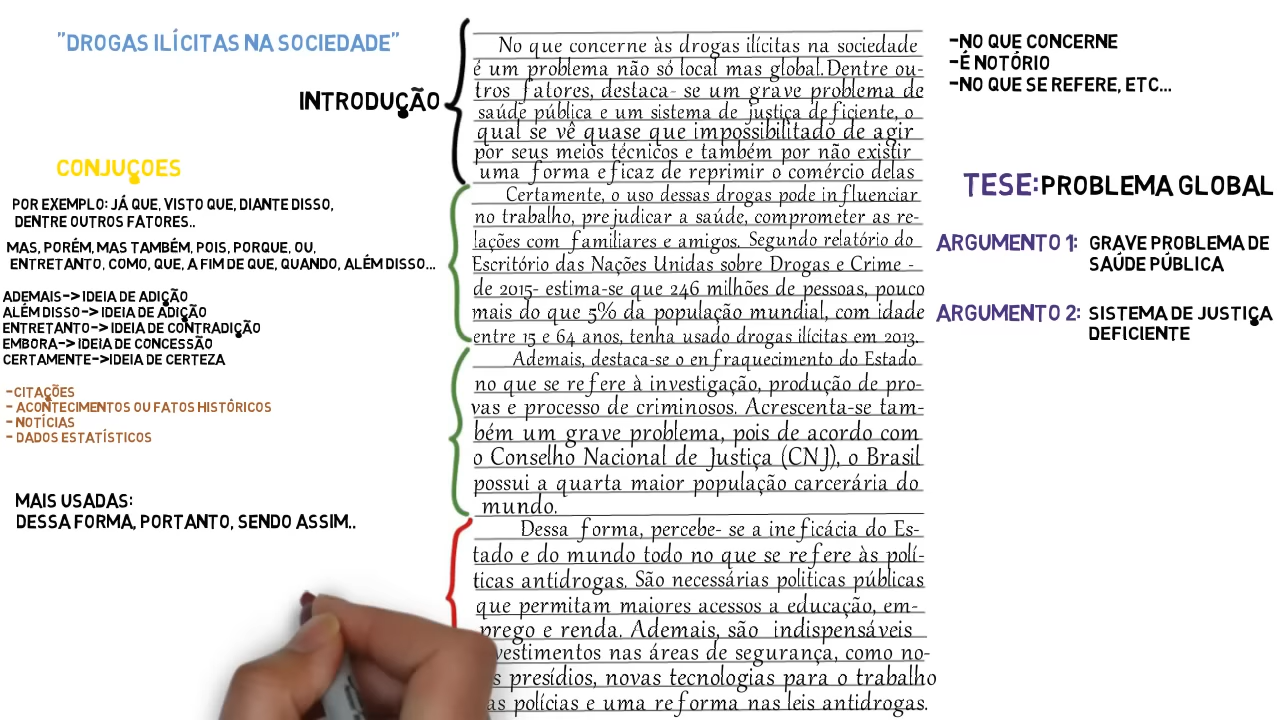 "DROGAS ILÍCITAS NA SOCIEDADE"
INTRODUÇÃO
CONJUÇOES
POR EXEMPLO: JÁ QUE, VISTO QUE, DIANTE DISSO,
DENTRE OUTROS FATORES..
MAS, PORÉM, MAS TAMBÉM, POIS, PORQUE, OU,
ENTRETANTO, COMO, QUE, A FIM DE QUE, QUANDO, ALÉM DISSO...
ADEMAIS-> IDEIA DE ADIÇÃO
ALÉM DISSO-> IDEIA DE ADIÇÃO
ENTRETANTO-> IDEIA DE CONTRADIÇÃO
EMBORA-> IDEIA DE CONCESSÃO
CERTAMENTE->IDEIA DE CERTEZA
-CITAÇÕES
- ACONTECIMENTOS OU FATOS HISTÓRICOS
- NOTÍCIAS
- DADOS ESTATÍSTICOS
MAIS USADAS:
DESSA FORMA, PORTANTO, SENDO ASSIM..
No que concerne às drogas ilícitas na sociedade
é um problema não só local mas global. Dentre ou-
tros fatores, destaca- se um grave problema de
saúde pública e um sistema de justiça deficiente, o
qual se vê quase que impossibilitado de agir
por seus meios técnicos e também por não existir
uma forma eficaz de reprimir o comércio delas
Certamente, o uso dessas drogas pode influenciar
no trabalho, prejudicar a saúde, comprometer as re-
lações com familiares e amigos. Segundo relatório do
Escritório das Nações Unidas sobre Drogas e Crime -
de 2015- estima-se que 246 milhões de pessoas, pouco
mais do que 5% da população mundial, com idade
entre 15 e 64 anos, tenha usado drogas ilícitas em 2013.
Ademais, destaca-se o enfraquecimento do Estado
no que se refere à investigação, produção de pro-
vas e processo de criminosos. Acrescenta-se tam-
bém um grave problema, pois de acordo com
o Conselho Nacional de Justiça (CNJ), o Brasil
possui a quarta maior população carcerária do
mundo.
Dessa forma, percebe- se a ineficácia do Es-
tado e do mundo todo no que se refere às polí-
ticas antidrogas. São necessárias politicas públicas
que permitam maiores acessos a educação, em-
prego e renda. Ademais, são indispensáveis
vestimentos nas áreas de segurança, como no-
s presídios, novas tecnologias para o trabalho
as polícias e uma reforma nas leis antidrogas.
-NO QUE CONCERNE
-É NOTÓRIO
-NO QUE SE REFERE, ETC...
TESE:PROBLEMA GLOBAL
ARGUMENTO 1: GRAVE PROBLEMA DE
SAÚDE PÚBLICA
ARGUMENTO 2: SISTEMA DE JUSTIÇA
DEFICIENTE